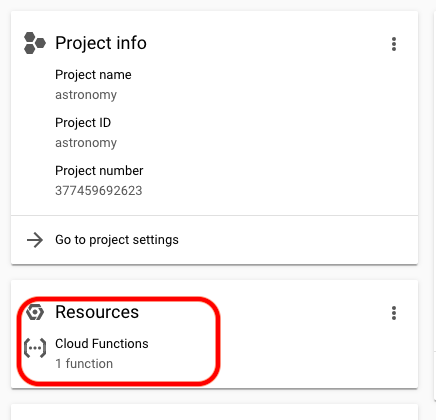 Project info
Project name
astronomy
Project ID
astronomy
Project number
377459692623
Go to project settings
Resources
Cloud Functions
1 function